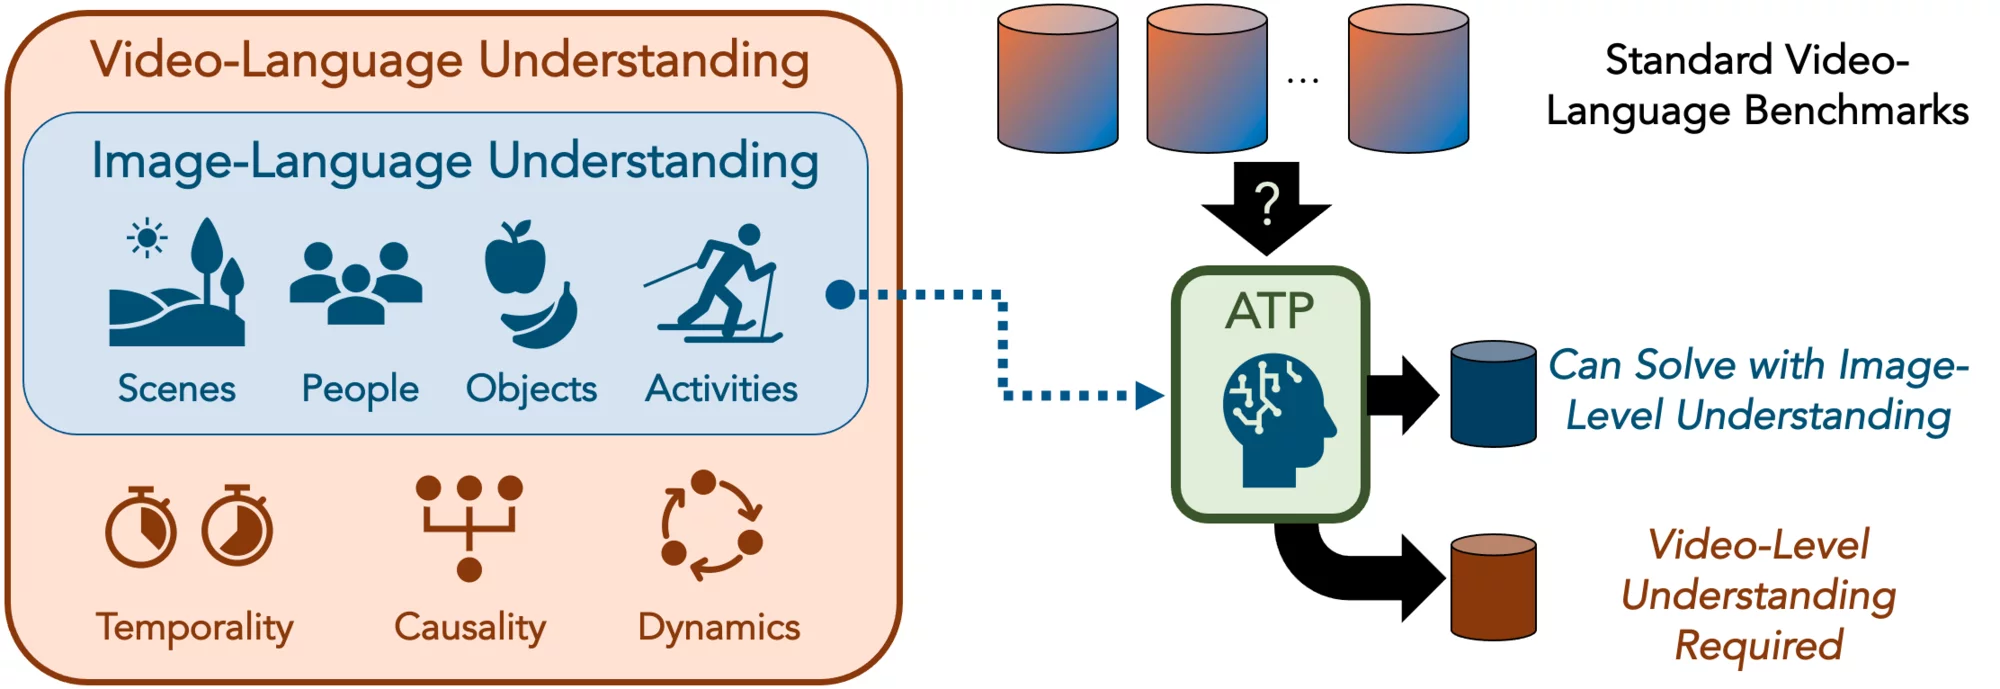 Video-Language Understanding
Image-Language Understanding
Scenes
People
Objects
Activities
Temporality
Causality
Dynamics
...
Standard Video-
Language Benchmarks
?
ATP
Can Solve with Image-
Level Understanding
Video-Level
Understanding
Required